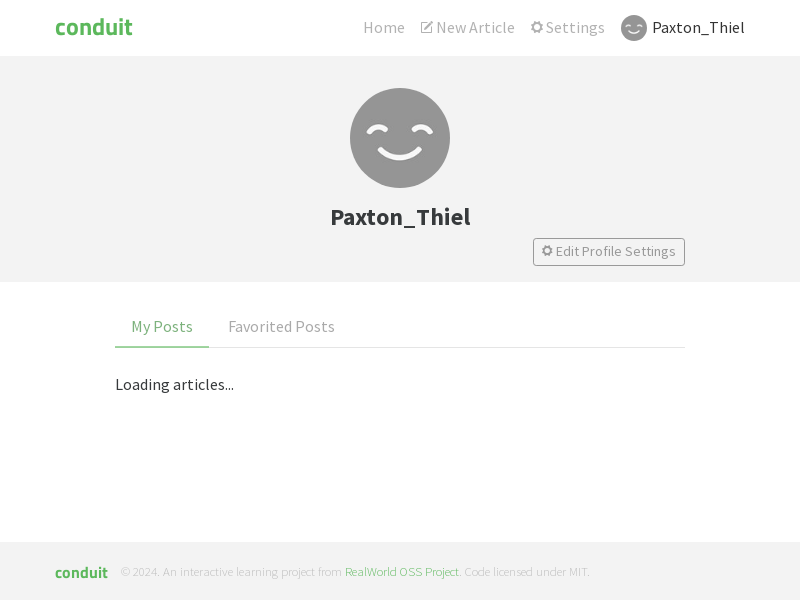 conduit
Home New Article Settings Paxton_Thiel
Paxton_Thiel
Edit Profile Settings
My Posts Favorited Posts
Loading articles...
conduit © 2024. An interactive learning project from RealWorld OSS Project. Code licensed under MIT.